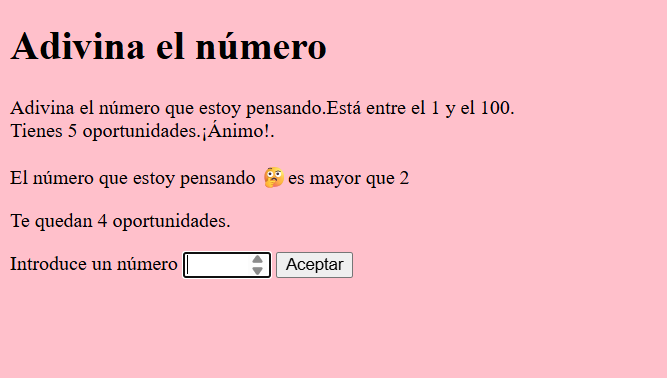 Adivina el número
Adivina el número que estoy pensando.Está entre el 1 y el 100.
Tienes 5 oportunidades.¡Ánimo!.
El número que estoy pensando 🤔 es mayor que 2
Te quedan 4 oportunidades.
Introduce un número Aceptar